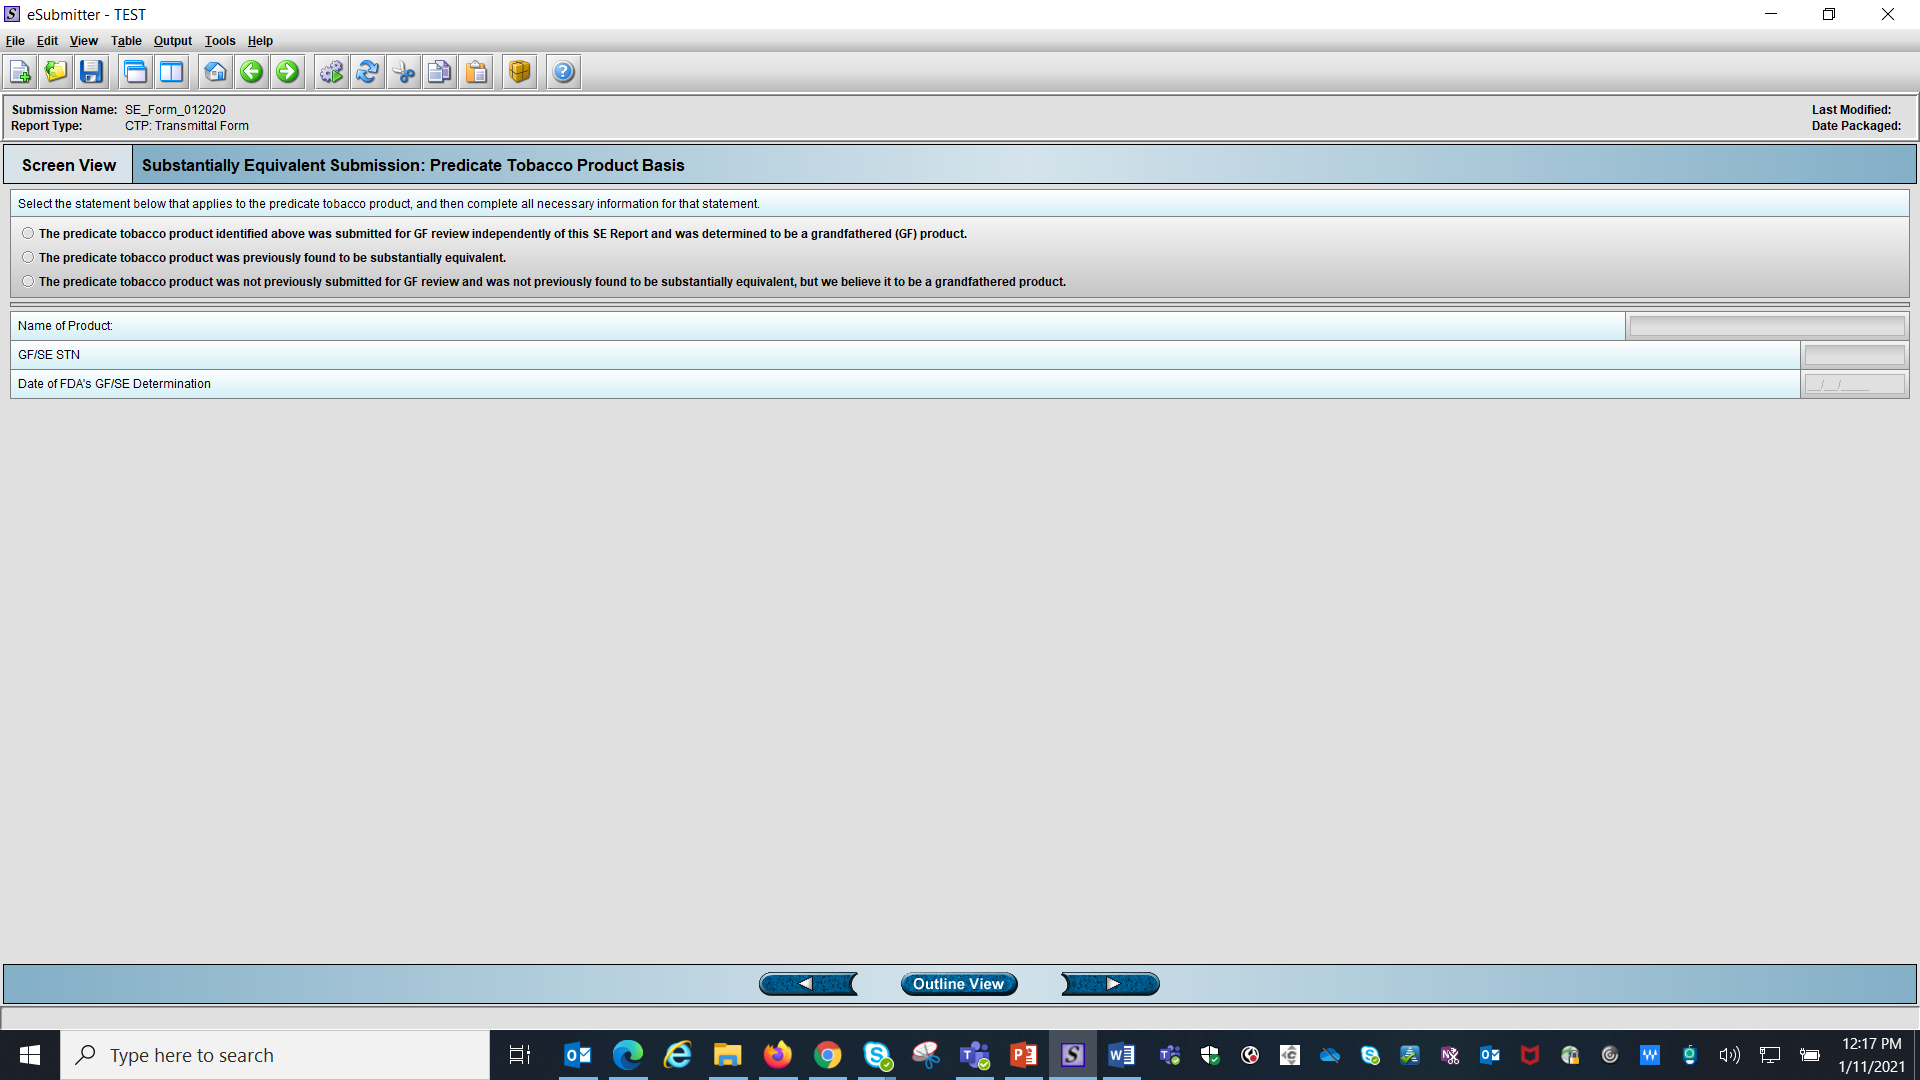 eSubmitter - TEST
File Edit View Table Output Tools Help
Submission Name: SE_Form_012020
Last Modified:
Report Type: CTP: Transmittal Form
Date Packaged:
Screen View
Substantially Equivalent Submission: Predicate Tobacco Product Basis
Select the statement below that applies to the predicate tobacco product, and then complete all necessary information for that statement.
The predicate tobacco product identified above was submitted for GF review independently of this SE Report and was determined to be a grandfathered (GF) product.
The predicate tobacco product was previously found to be substantially equivalent.
The predicate tobacco product was not previously submitted for GF review and was not previously found to be substantially equivalent, but we believe it to be a grandfathered product.
Name of Product:
GF/SE STN
Date of FDA's GF/SE Determination
__/__/____
Outline View
Type here to search
12:17 PM
1/11/2021